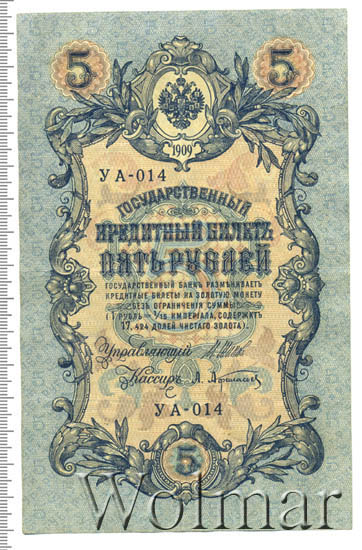 5 5
1909
УА-014
ГОСУДАРСТВЕННЫЙ
КРЕДИТНЫЙ БИЛЕТЪ
ПЯТЬ РУБЛЕЙ
ГОСУДАРСТВЕННЫЙ БАНКЪ РАЗМѢНИВАЕТЪ
КРЕДИТНЫЕ БИЛЕТЫ НА ЗОЛОТУЮ МОНЕТУ
БЕЗЪ ОГРАНИЧЕНІЯ СУММЫ
(1 РУБЛЬ = 1/15 ИМПЕРІАЛА, СОДЕРЖИТЪ
17,424 ДОЛЕЙ ЧИСТАГО ЗОЛОТА).
Управляющій
Кассиръ
УА-014
5
Wolmar